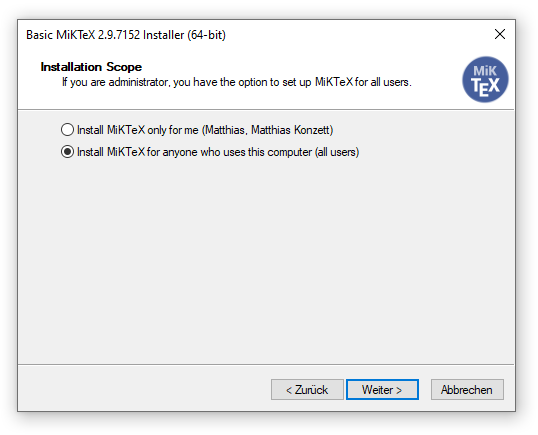 Basic MiKTeX 2.9.7152 Installer (64-bit)
Installation Scope
If you are administrator, you have the option to set up MiKTeX for all users.
MiK
TEX
Install MiKTeX only for me (Matthias, Matthias Konzett)
Install MiKTeX for anyone who uses this computer (all users)
< Zurück
Weiter >
Abbrechen